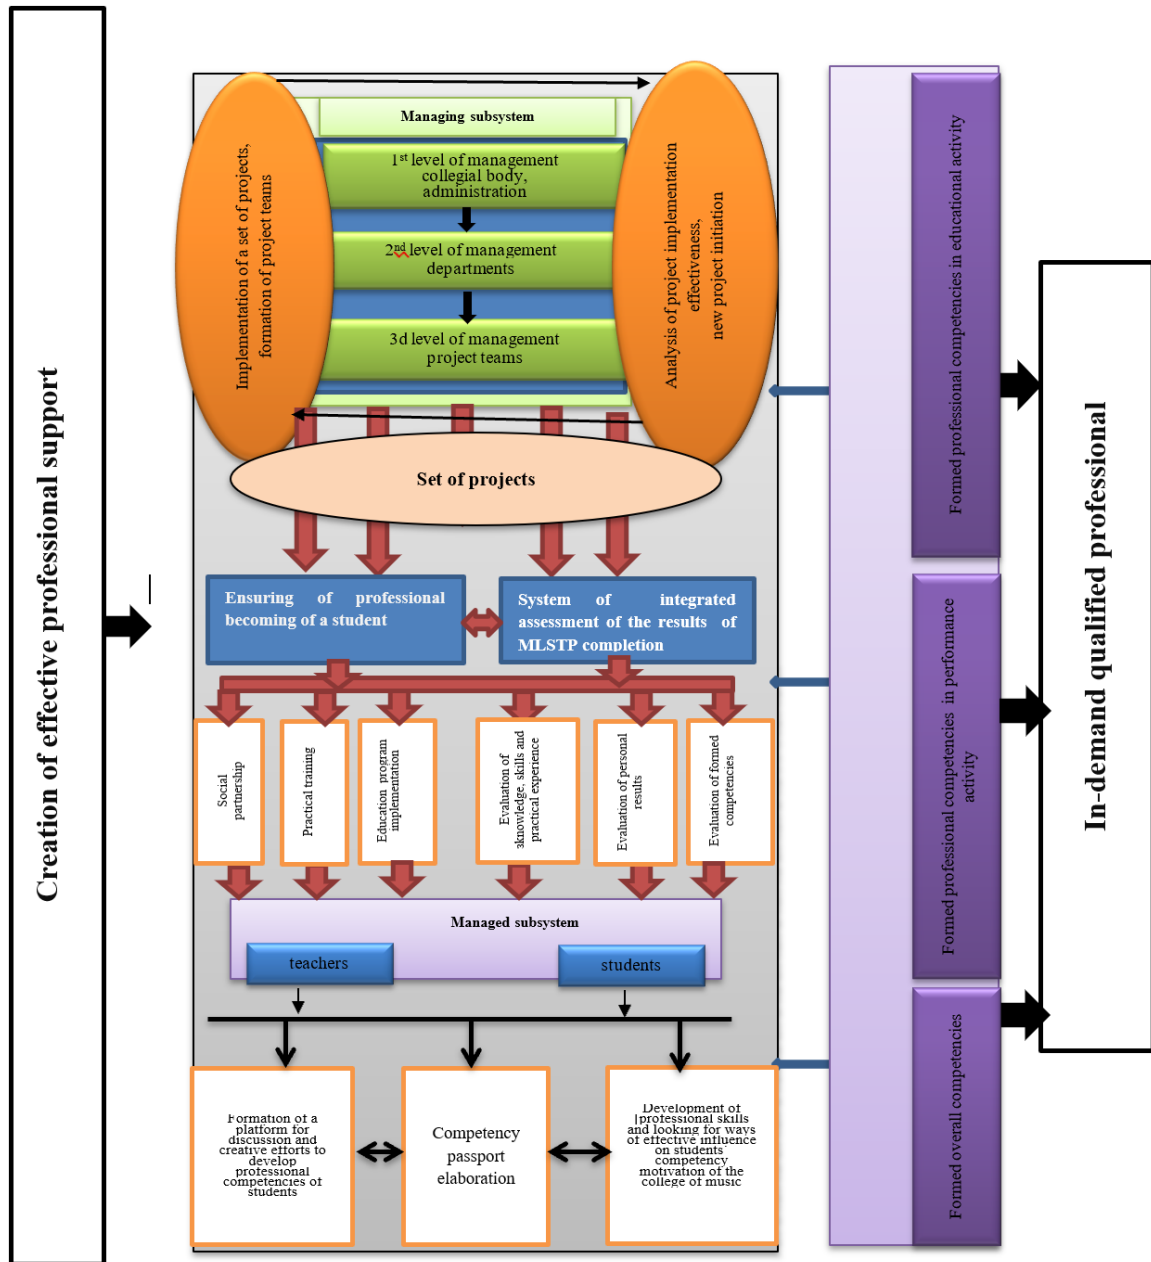 Creation of effective professional support
Implementation of a set of projects,
formation of project teams
Managing subsystem
1st level of management
collegial body,
administration
2nd level of management
departments
3d level of management
project teams
Analysis of project implementation
effectiveness,
new project initiation
Set of projects
Ensuring of professional
becoming of a student
System of integrated
assessment of the results of
MLSTP completion
Social
partnership
Practical training
Education program
implementation
Evaluation of
зknowledge, skills and
practical experience
Evaluation of personal
results
Evaluation of formed
competencies
Managed subsystem
teachers
students
Formation of a
platform for
discussion and
creative efforts to
develop
professional
competencies of
students
Competency
passport
elaboration
Development of
professional skills
and looking for ways
of effective influence
on students'
competency
motivation of the
college of music
Formed professional competencies in educational activity
Formed professional competencies in performance
activity
Formed overall competencies
In-demand qualified professional